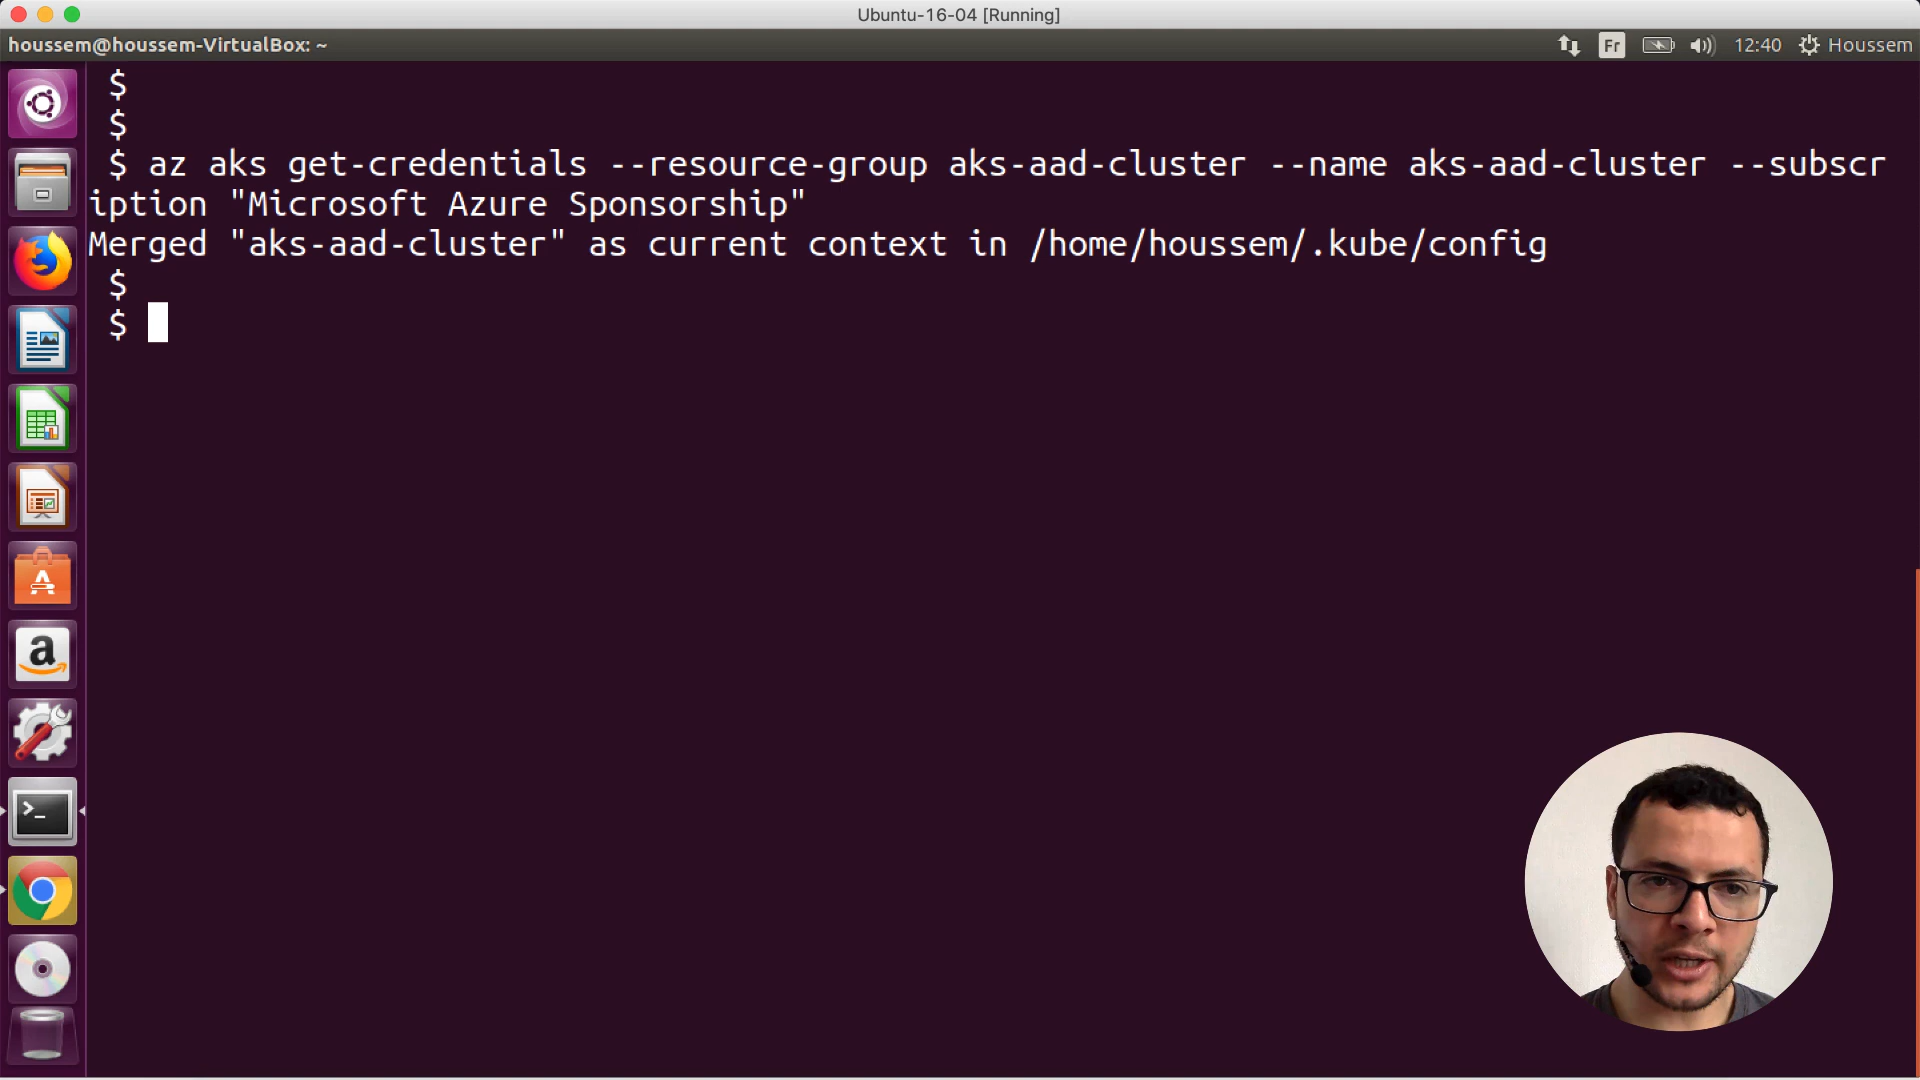 Ubuntu-16-04 [Running]
houssem@houssem-VirtualBox: ~
Fr
12:40
Houssem
$
$
$ az aks get-credentials --resource-group aks-aad-cluster --name aks-aad-cluster --subscr
iption "Microsoft Azure Sponsorship"
Merged "aks-aad-cluster" as current context in /home/houssem/.kube/config
$
$